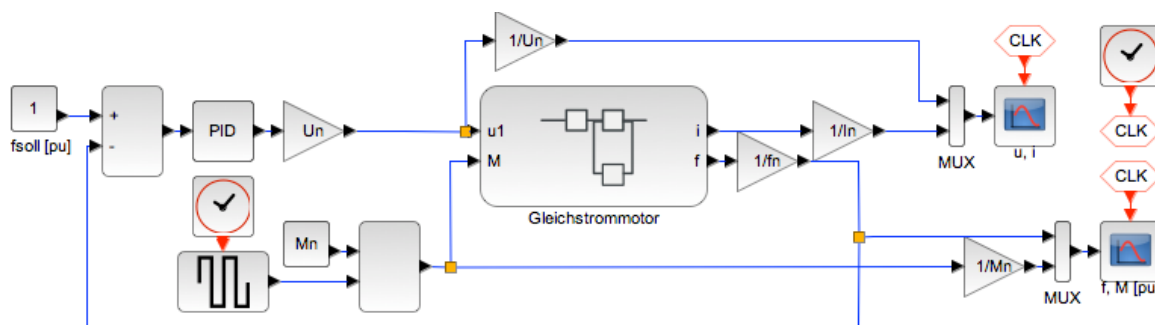 1/Un
CLK
1
fsoll [pu]
+
-
PID
Un
u1
M
i
f
1/In
1/fn
MUX
u, i
CLK
CLK
Gleichstrommotor
Mn
1/Mn
MUX
f, M [pu